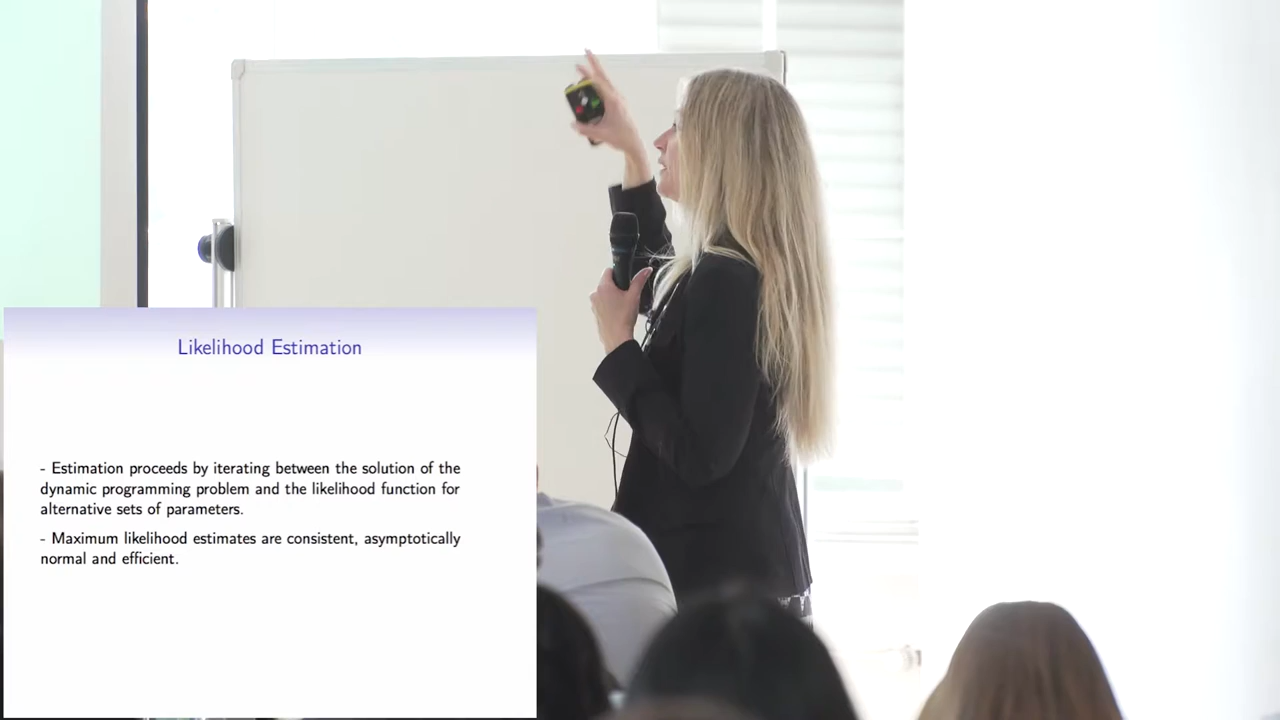 Likelihood Estimation
- Estimation proceeds by iterating between the solution of the
dynamic programming problem and the likelihood function for
alternative sets of parameters.
- Maximum likelihood estimates are consistent, asymptotically
normal and efficient.